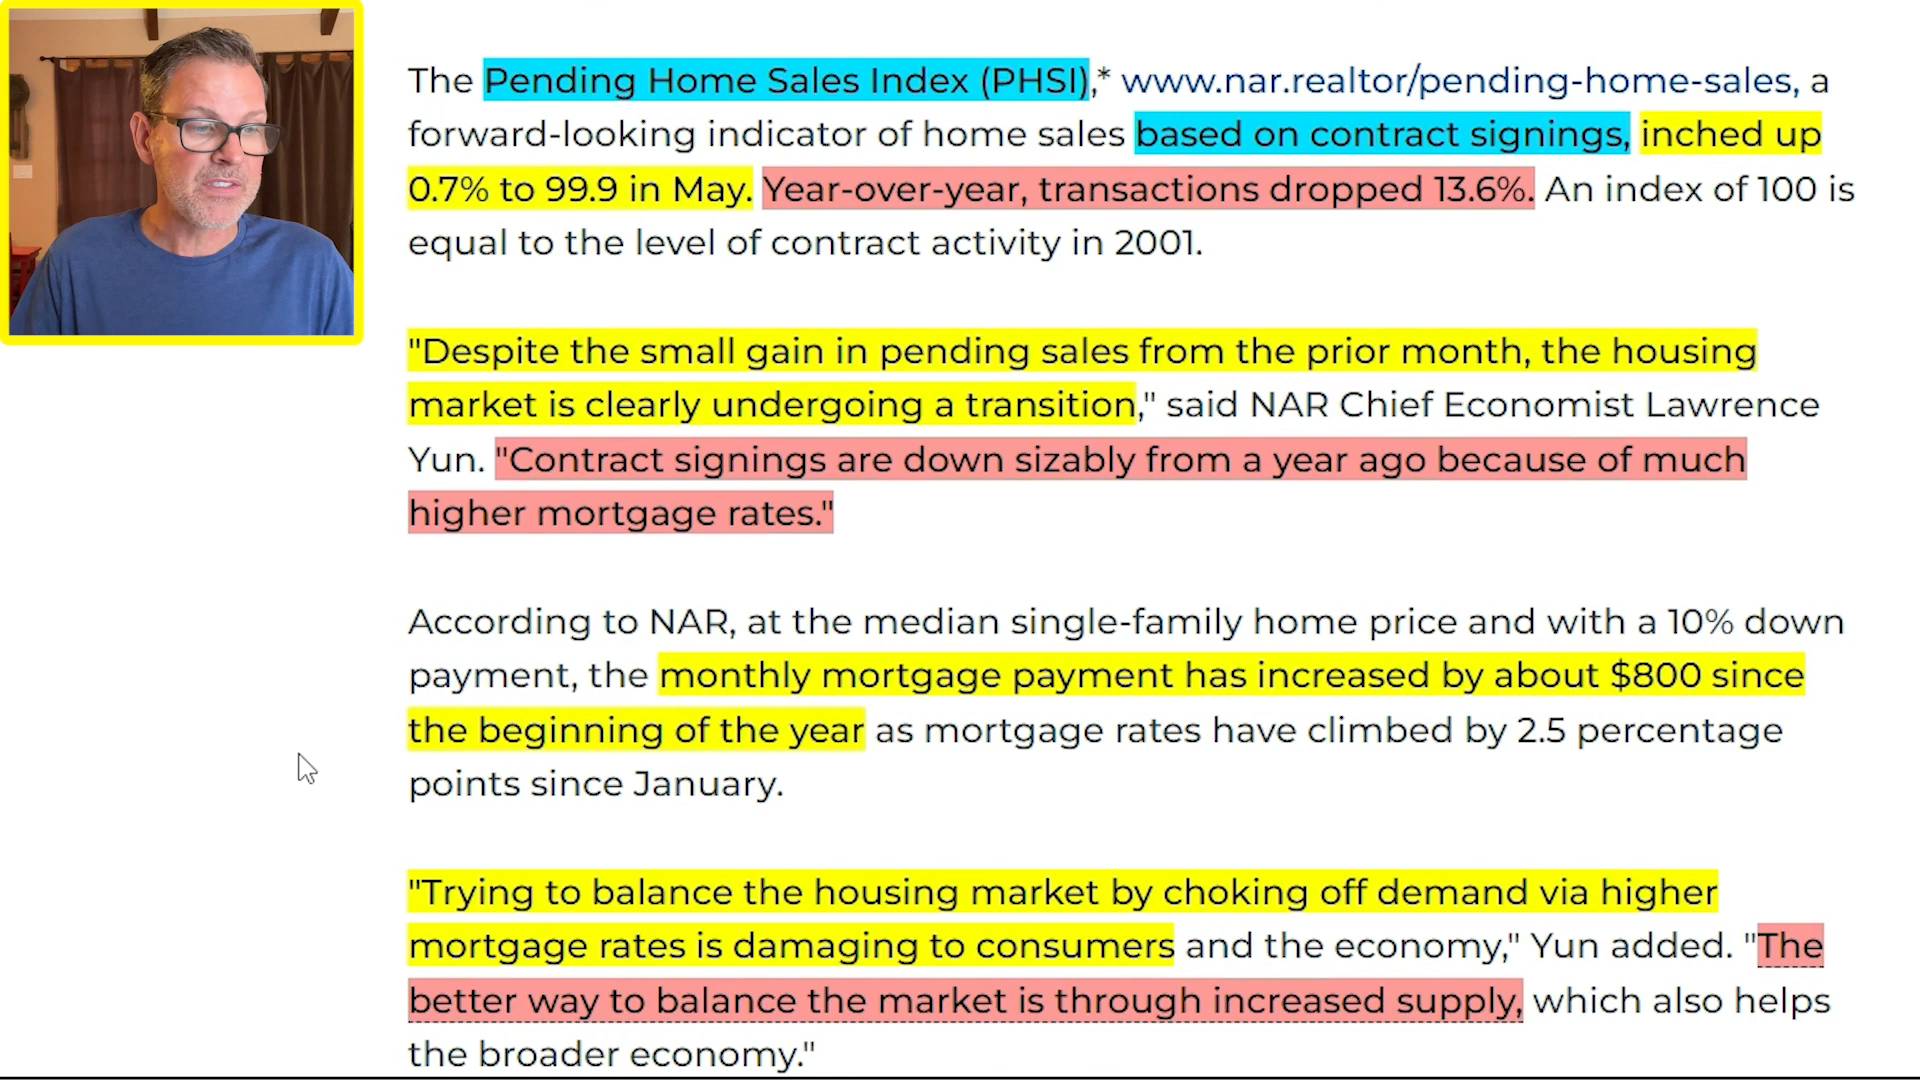 The Pending Home Sales Index (PHSI),* www.nar.realtor/pending-home-sales, a
forward-looking indicator of home sales based on contract signings, inched up
0.7% to 99.9 in May. Year-over-year, transactions dropped 13.6%. An index of 100 is
equal to the level of contract activity in 2001.
"Despite the small gain in pending sales from the prior month, the housing
market is clearly undergoing a transition," said NAR Chief Economist Lawrence
Yun. "Contract signings are down sizably from a year ago because of much
higher mortgage rates."
According to NAR, at the median single-family home price and with a 10% down
payment, the monthly mortgage payment has increased by about $800 since
the beginning of the year as mortgage rates have climbed by 2.5 percentage
points since January.
"Trying to balance the housing market by choking off demand via higher
mortgage rates is damaging to consumers and the economy," Yun added. "The
better way to balance the market is through increased supply, which also helps
the broader economy."